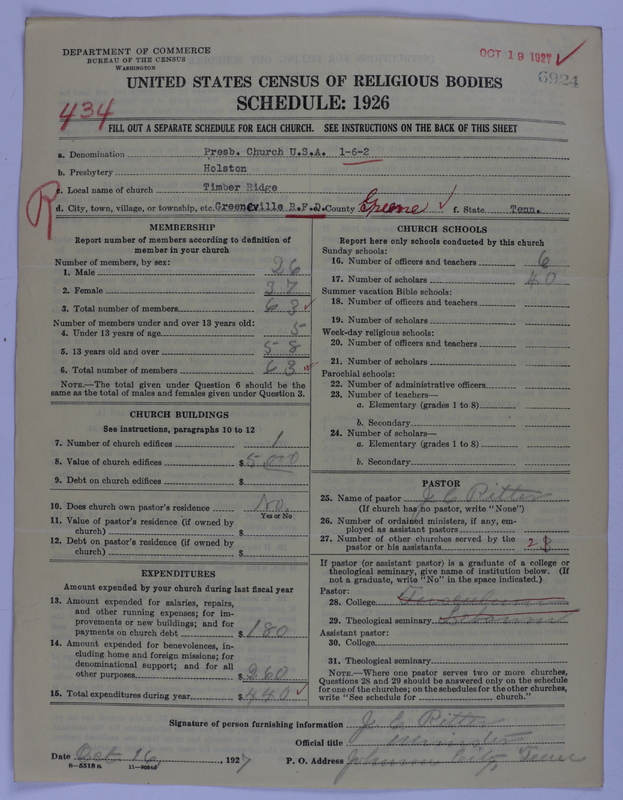 DEPARTMENT OF COMMERCE
BUREAU OF THE CENSUS
WASHINGTON
OCT 19 1927
6924
UNITED STATES CENSUS OF RELIGIOUS BODIES
SCHEDULE: 1926
434
FILL OUT A SEPARATE SCHEDULE FOR EACH CHURCH. SEE INSTRUCTIONS ON THE BACK OF THIS SHEET
a. Denomination Presb. Church U.S.A. 1-6-2
b. Presbytery Holston
c. Local name of church Timber Ridge
R
d. City, town, village, or township, etc. Greeneville R.F.D. County Greene f. State Tenn.
MEMBERSHIP
Report number of members according to definition of
member in your church
Number of members, by sex:
1. Male 26
2. Female 37
3. Total number of members 63
Number of members under and over 13 years old:
4. Under 13 years of age 5
5. 13 years old and over 58
6. Total number of members 63
NOTE.—The total given under Question 6 should be the
same as the total of males and females given under Question 3.
CHURCH BUILDINGS
See instructions, paragraphs 10 to 12
7. Number of church edifices 1
8. Value of church edifices $ 5000
9. Debt on church edifices $
10. Does church own pastor's residence No.
Yes or No
11. Value of pastor's residence (if owned by
church) $
12. Debt on pastor's residence (if owned by
church) $
EXPENDITURES
Amount expended by your church during last fiscal year
13. Amount expended for salaries, repairs,
and other running expenses; for im-
provements or new buildings; and for
payments on church debt $ 180
14. Amount expended for benevolences, in-
cluding home and foreign missions; for
denominational support; and for all
other purposes $ 260
15. Total expenditures during year $ 440
CHURCH SCHOOLS
Report here only schools conducted by this church
Sunday schools:
16. Number of officers and teachers 6
17. Number of scholars 40
Summer vacation Bible schools:
18. Number of officers and teachers
19. Number of scholars
Week-day religious schools:
20. Number of officers and teachers
21. Number of scholars
Parochial schools:
22. Number of administrative officers
23. Number of teachers—
a. Elementary (grades 1 to 8)
b. Secondary
24. Number of scholars—
a. Elementary (grades 1 to 8)
b. Secondary
PASTOR
25. Name of pastor J C Ritter
(If church has no pastor, write "None")
26. Number of ordained ministers, if any, em-
ployed as assistant pastors
27. Number of other churches served by the
pastor or his assistants 2
If pastor (or assistant pastor) is a graduate of a college or
theological seminary, give name of institution below. (If
not a graduate, write "No" in the space indicated.)
Pastor:
28. College Tusculum
29. Theological seminary Lebanon
Assistant pastor:
30. College
31. Theological seminary
NOTE.—Where one pastor serves two or more churches,
Questions 28 and 29 should be answered only on the schedule
for one of the churches; on the schedules for the other churches,
write "See schedule for church."
Signature of person furnishing information J. C. Ritter
Official title minister
Date Oct 16, 1927 P. O. Address Johnson City, Tenn
8-5518a 11-